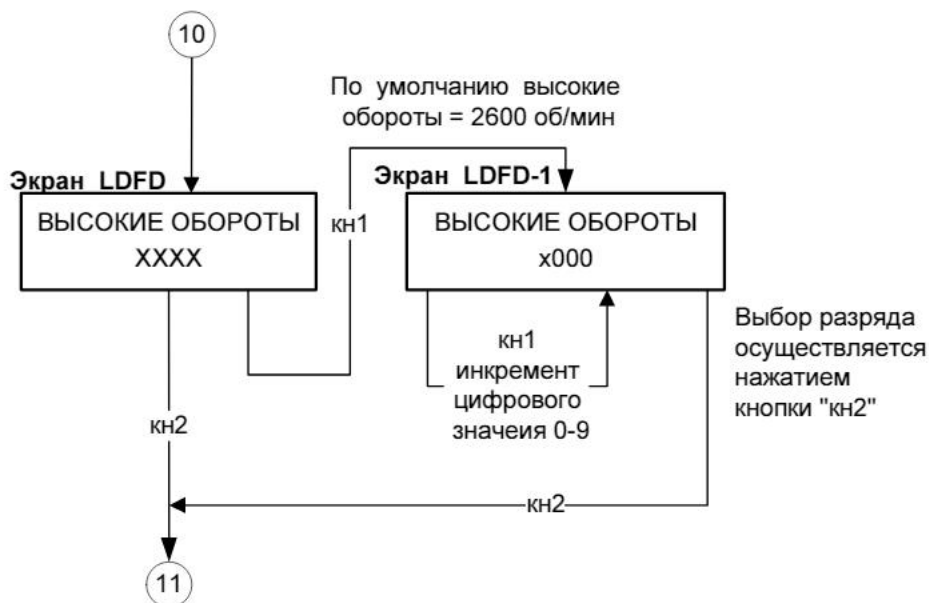 10
По умолчанию высокие
обороты = 2600 об/мин
Экран LDFD
ВЫСОКИЕ ОБОРОТЫ
XXXX
кн1
Экран LDFD-1
ВЫСОКИЕ ОБОРОТЫ
x000
кн1
инкремент
цифрового
значеия 0-9
Выбор разряда
осуществляется
нажатием
кнопки "кн2"
кн2
кн2
11